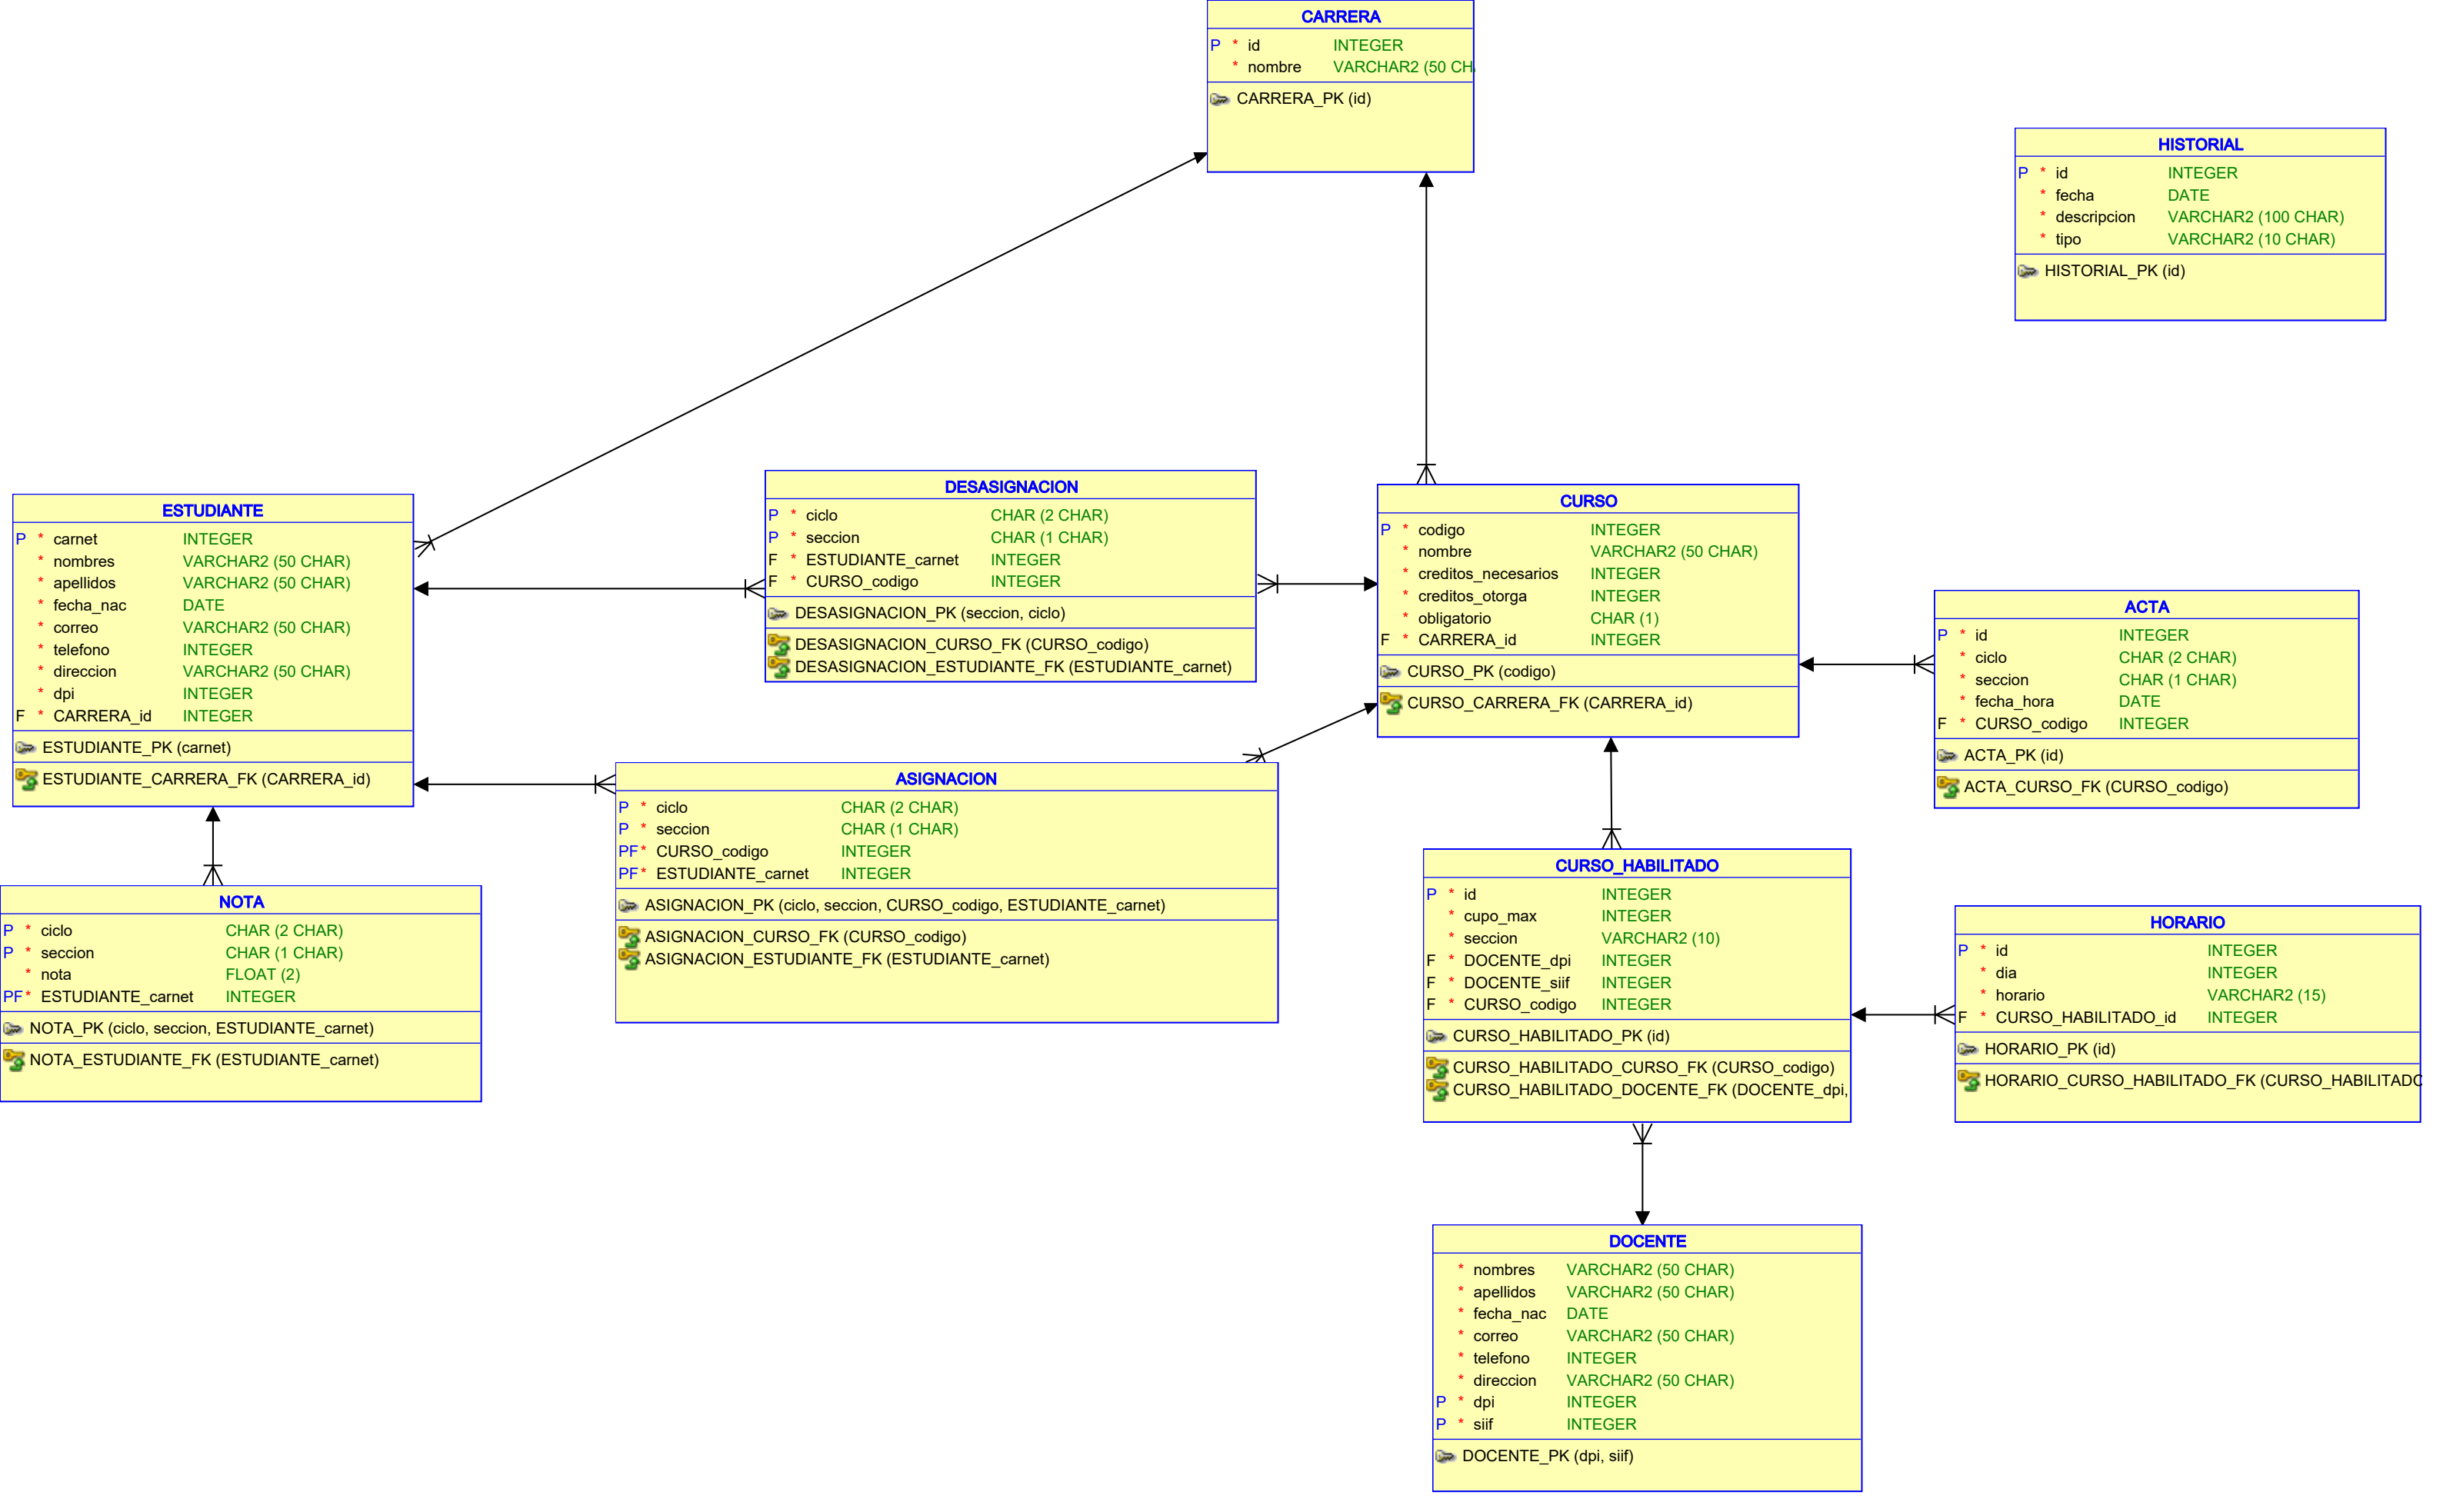 CARRERA
P * id INTEGER
* nombre VARCHAR2 (50 CH
CARRERA_PK (id)
HISTORIAL
P * id INTEGER
* fecha DATE
* descripcion VARCHAR2 (100 CHAR)
* tipo VARCHAR2 (10 CHAR)
HISTORIAL_PK (id)
ESTUDIANTE
P * carnet INTEGER
* nombres VARCHAR2 (50 CHAR)
* apellidos VARCHAR2 (50 CHAR)
* fecha_nac DATE
* correo VARCHAR2 (50 CHAR)
* telefono INTEGER
* direccion VARCHAR2 (50 CHAR)
* dpi INTEGER
F * CARRERA_id INTEGER
ESTUDIANTE_PK (carnet)
ESTUDIANTE_CARRERA_FK (CARRERA_id)
DESASIGNACION
P * ciclo CHAR (2 CHAR)
P * seccion CHAR (1 CHAR)
F * ESTUDIANTE_carnet INTEGER
F * CURSO_codigo INTEGER
DESASIGNACION_PK (seccion, ciclo)
DESASIGNACION_CURSO_FK (CURSO_codigo)
DESASIGNACION_ESTUDIANTE_FK (ESTUDIANTE_carnet)
CURSO
P * codigo INTEGER
* nombre VARCHAR2 (50 CHAR)
* creditos_necesarios INTEGER
* creditos_otorga INTEGER
* obligatorio CHAR (1)
F * CARRERA_id INTEGER
CURSO_PK (codigo)
CURSO_CARRERA_FK (CARRERA_id)
ACTA
P * id INTEGER
* ciclo CHAR (2 CHAR)
* seccion CHAR (1 CHAR)
* fecha_hora DATE
F * CURSO_codigo INTEGER
ACTA_PK (id)
ACTA_CURSO_FK (CURSO_codigo)
ASIGNACION
P * ciclo CHAR (2 CHAR)
P * seccion CHAR (1 CHAR)
PF * CURSO_codigo INTEGER
PF * ESTUDIANTE_carnet INTEGER
ASIGNACION_PK (ciclo, seccion, CURSO_codigo, ESTUDIANTE_carnet)
ASIGNACION_CURSO_FK (CURSO_codigo)
ASIGNACION_ESTUDIANTE_FK (ESTUDIANTE_carnet)
NOTA
P * ciclo CHAR (2 CHAR)
P * seccion CHAR (1 CHAR)
* nota FLOAT (2)
PF * ESTUDIANTE_carnet INTEGER
NOTA_PK (ciclo, seccion, ESTUDIANTE_carnet)
NOTA_ESTUDIANTE_FK (ESTUDIANTE_carnet)
CURSO_HABILITADO
P * id INTEGER
* cupo_max INTEGER
* seccion VARCHAR2 (10)
F * DOCENTE_dpi INTEGER
F * DOCENTE_siif INTEGER
F * CURSO_codigo INTEGER
CURSO_HABILITADO_PK (id)
CURSO_HABILITADO_CURSO_FK (CURSO_codigo)
CURSO_HABILITADO_DOCENTE_FK (DOCENTE_dpi,
HORARIO
P * id INTEGER
* dia INTEGER
* horario VARCHAR2 (15)
F * CURSO_HABILITADO_id INTEGER
HORARIO_PK (id)
HORARIO_CURSO_HABILITADO_FK (CURSO_HABILITADO
DOCENTE
* nombres VARCHAR2 (50 CHAR)
* apellidos VARCHAR2 (50 CHAR)
* fecha_nac DATE
* correo VARCHAR2 (50 CHAR)
* telefono INTEGER
* direccion VARCHAR2 (50 CHAR)
P * dpi INTEGER
P * siif INTEGER
DOCENTE_PK (dpi, siif)